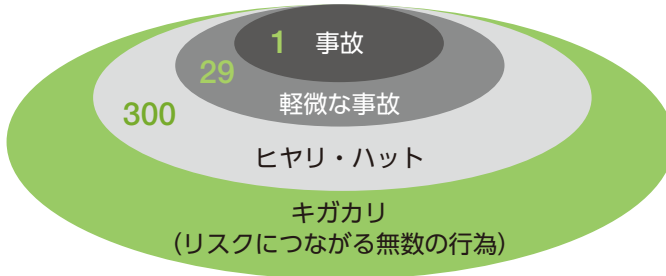 1 事故
29
軽微な事故
300
ヒヤリ・ハット
キガカリ
（リスクにつながる無数の行為）